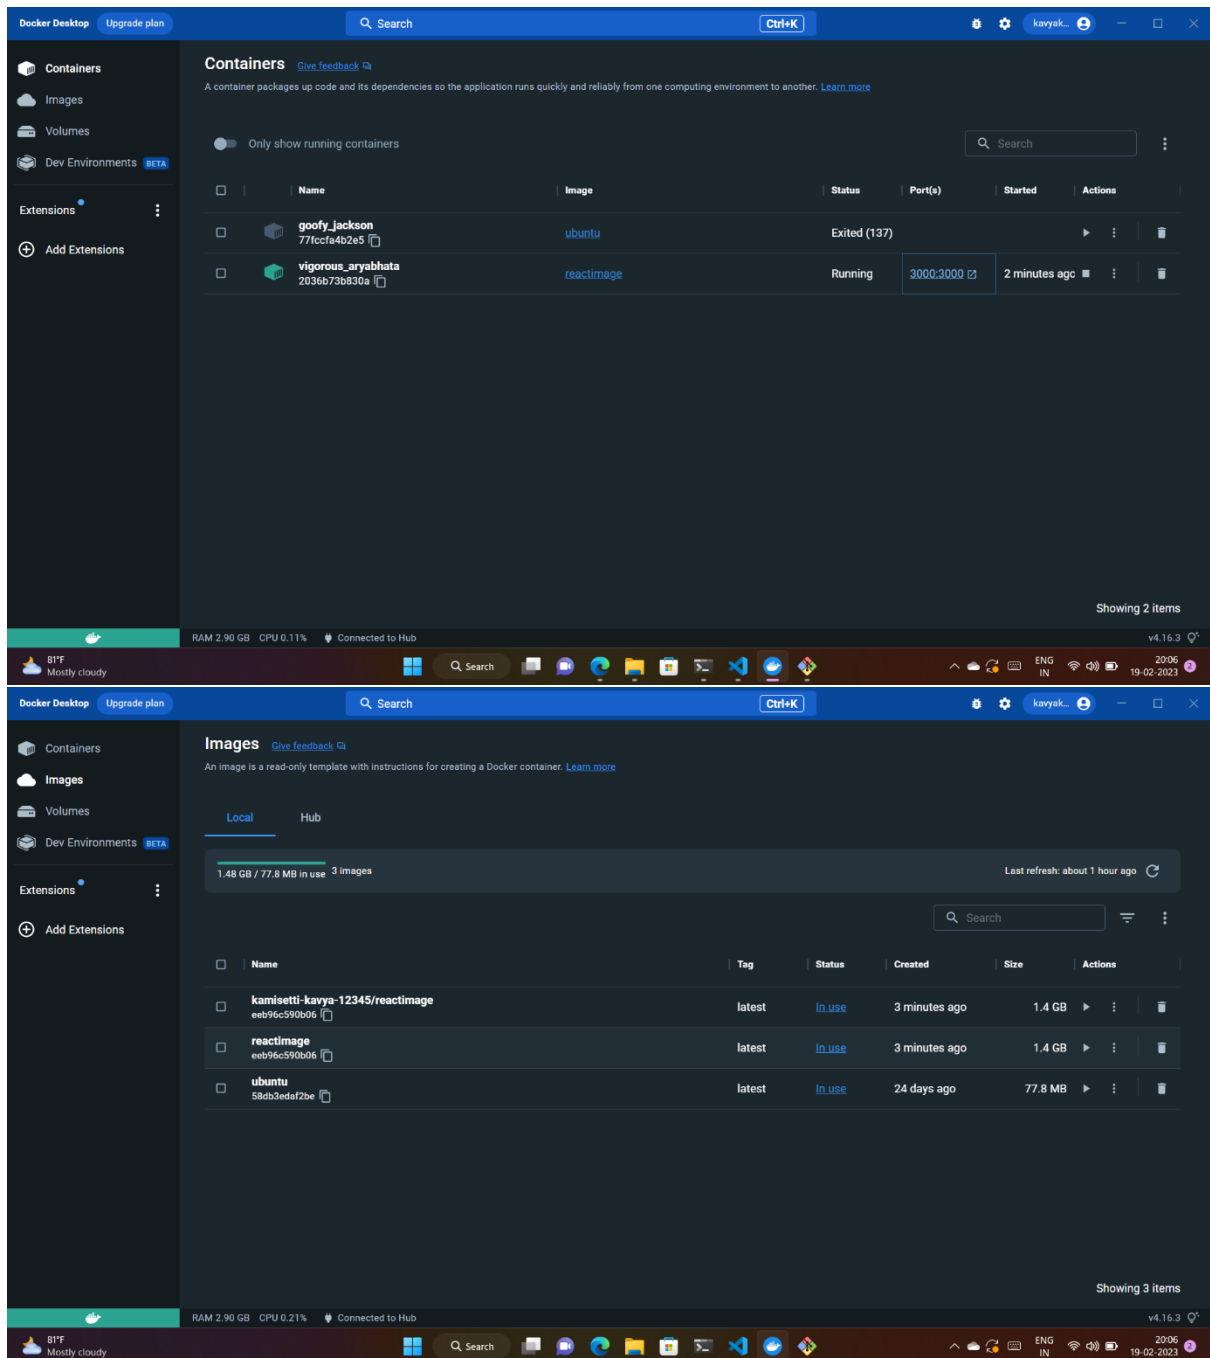 Docker Desktop Upgrade plan Search Ctrl+K kavyak...
Containers
Images
Volumes
Dev Environments BETA
Extensions
Add Extensions
Containers Give feedback
A container packages up code and its dependencies so the application runs quickly and reliably from one computing environment to another. Learn more
Only show running containers Search
Name Image Status Port(s) Started Actions
goofy_jackson ubuntu Exited (137)
77fccfa4b2e5
vigorous_aryabhata reactimage Running 3000:3000 2 minutes agc
2036b73b830a
Showing 2 items
RAM 2.90 GB CPU 0.11% Connected to Hub v4.16.3
81°F
Mostly cloudy
Search
ENG
IN
20:06
19-02-2023
2
Docker Desktop Upgrade plan Search Ctrl+K kavyak...
Containers
Images
Volumes
Dev Environments BETA
Extensions
Add Extensions
Images Give feedback
An image is a read-only template with instructions for creating a Docker container. Learn more
Local Hub
1.48 GB / 77.8 MB in use 3 images Last refresh: about 1 hour ago
Search
Name Tag Status Created Size Actions
kamisetti-kavya-12345/reactimage latest In use 3 minutes ago 1.4 GB
eeb96c590b06
reactimage latest In use 3 minutes ago 1.4 GB
eeb96c590b06
ubuntu latest In use 24 days ago 77.8 MB
58db3edaf2be
Showing 3 items
RAM 2.90 GB CPU 0.21% Connected to Hub v4.16.3
81°F
Mostly cloudy
Search
ENG
IN
20:06
19-02-2023
2